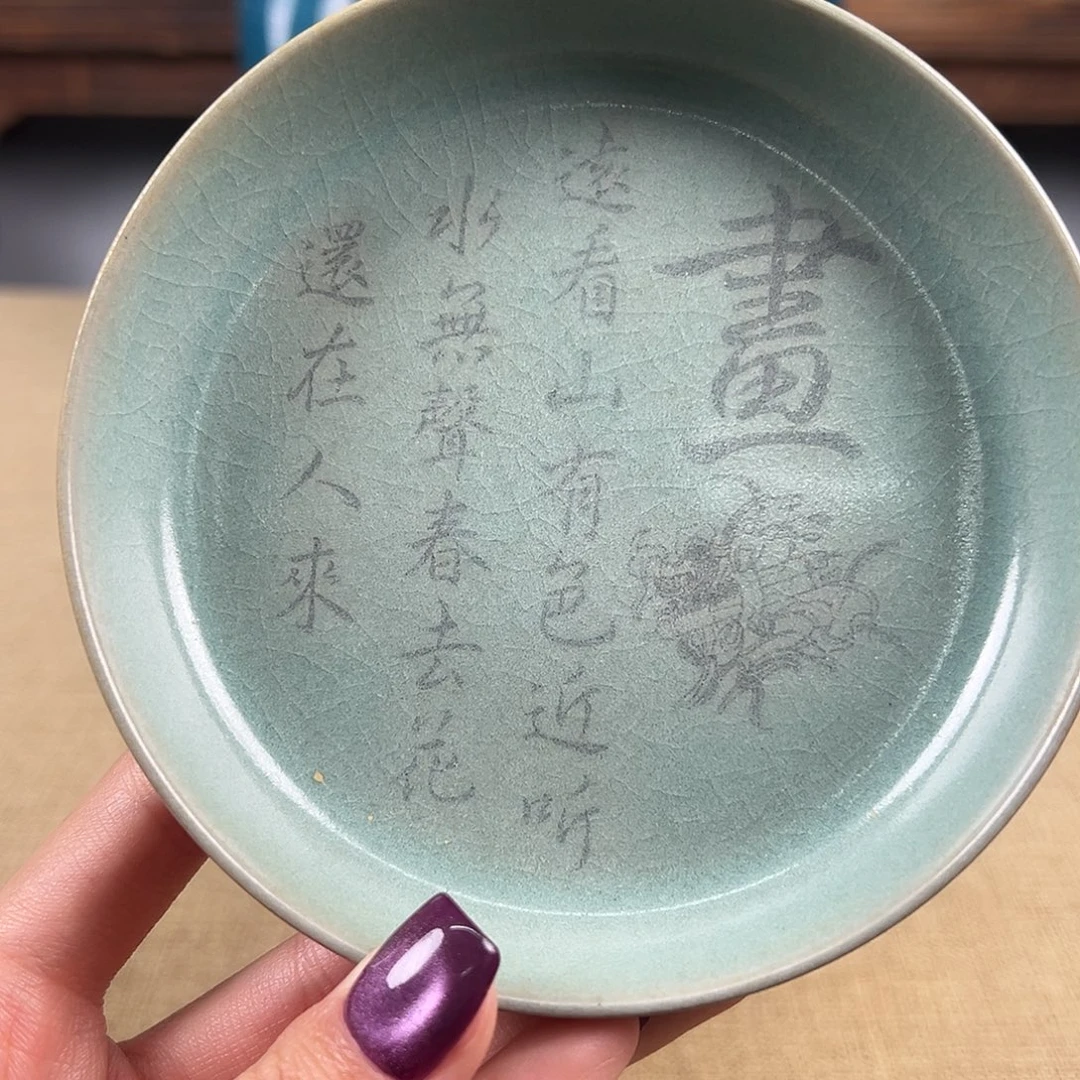 畫
遠看山有色近听
水無聲春去花
還在人來